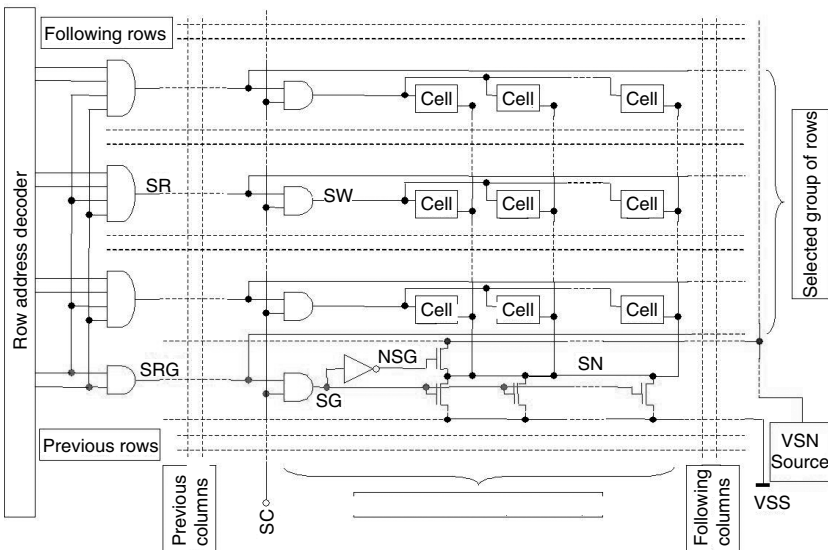 Following rows
Cell
Cell
Cell
SR
SW
Cell
Cell
Cell
Cell
Cell
Cell
SRG
NSG
SN
SG
Previous rows
Row address decoder
Previous
columns
SC
Following
columns
VSS
VSN
Source
Selected group of rows